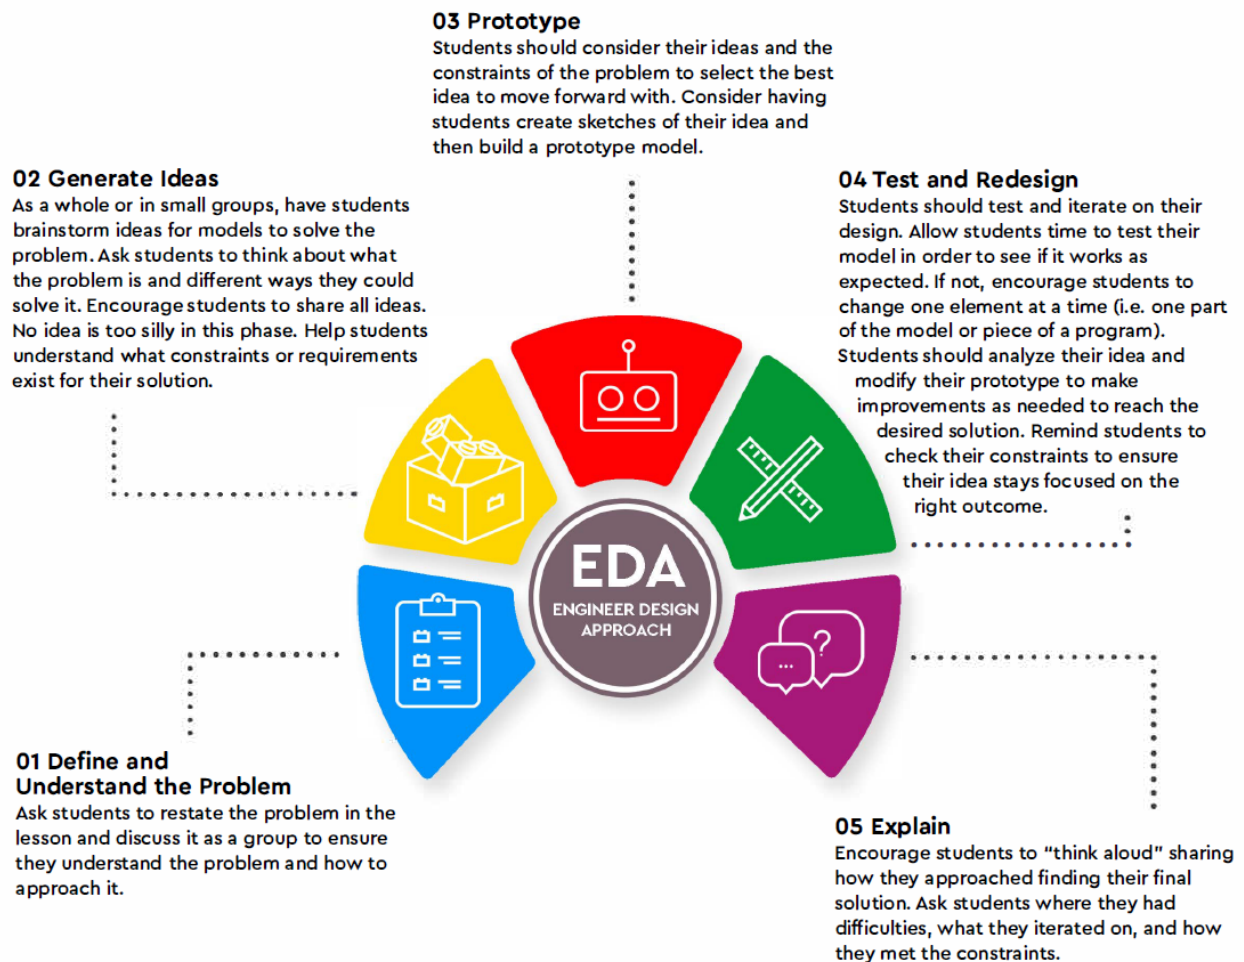 03 Prototype
Students should consider their ideas and the
constraints of the problem to select the best
idea to move forward with. Consider having
students create sketches of their idea and
then build a prototype model.
02 Generate Ideas
As a whole or in small groups, have students
brainstorm ideas for models to solve the
problem. Ask students to think about what
the problem is and different ways they could
solve it. Encourage students to share all ideas.
No idea is too silly in this phase. Help students
understand what constraints or requirements
exist for their solution.
04 Test and Redesign
Students should test and iterate on their
design. Allow students time to test their
model in order to see if it works as
expected. If not, encourage students to
change one element at a time (i.e. one part
of the model or piece of a program).
Students should analyze their idea and
modify their prototype to make
improvements as needed to reach the
desired solution. Remind students to
check their constraints to ensure
their idea stays focused on the
right outcome.
EDA
ENGINEER DESIGN
APPROACH
?
...
01 Define and
Understand the Problem
Ask students to restate the problem in the
lesson and discuss it as a group to ensure
they understand the problem and how to
approach it.
05 Explain
Encourage students to “think aloud” sharing
how they approached finding their final
solution. Ask students where they had
difficulties, what they iterated on, and how
they met the constraints.